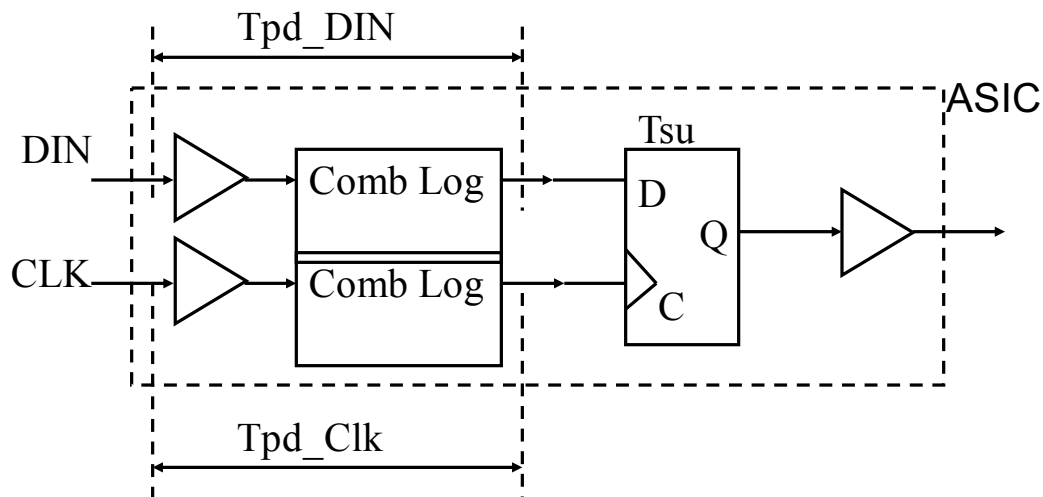 Tpd_DIN
ASIC
DIN
Comb Log
Tsu
D
Q
CLK
Comb Log
C
Tpd_Clk